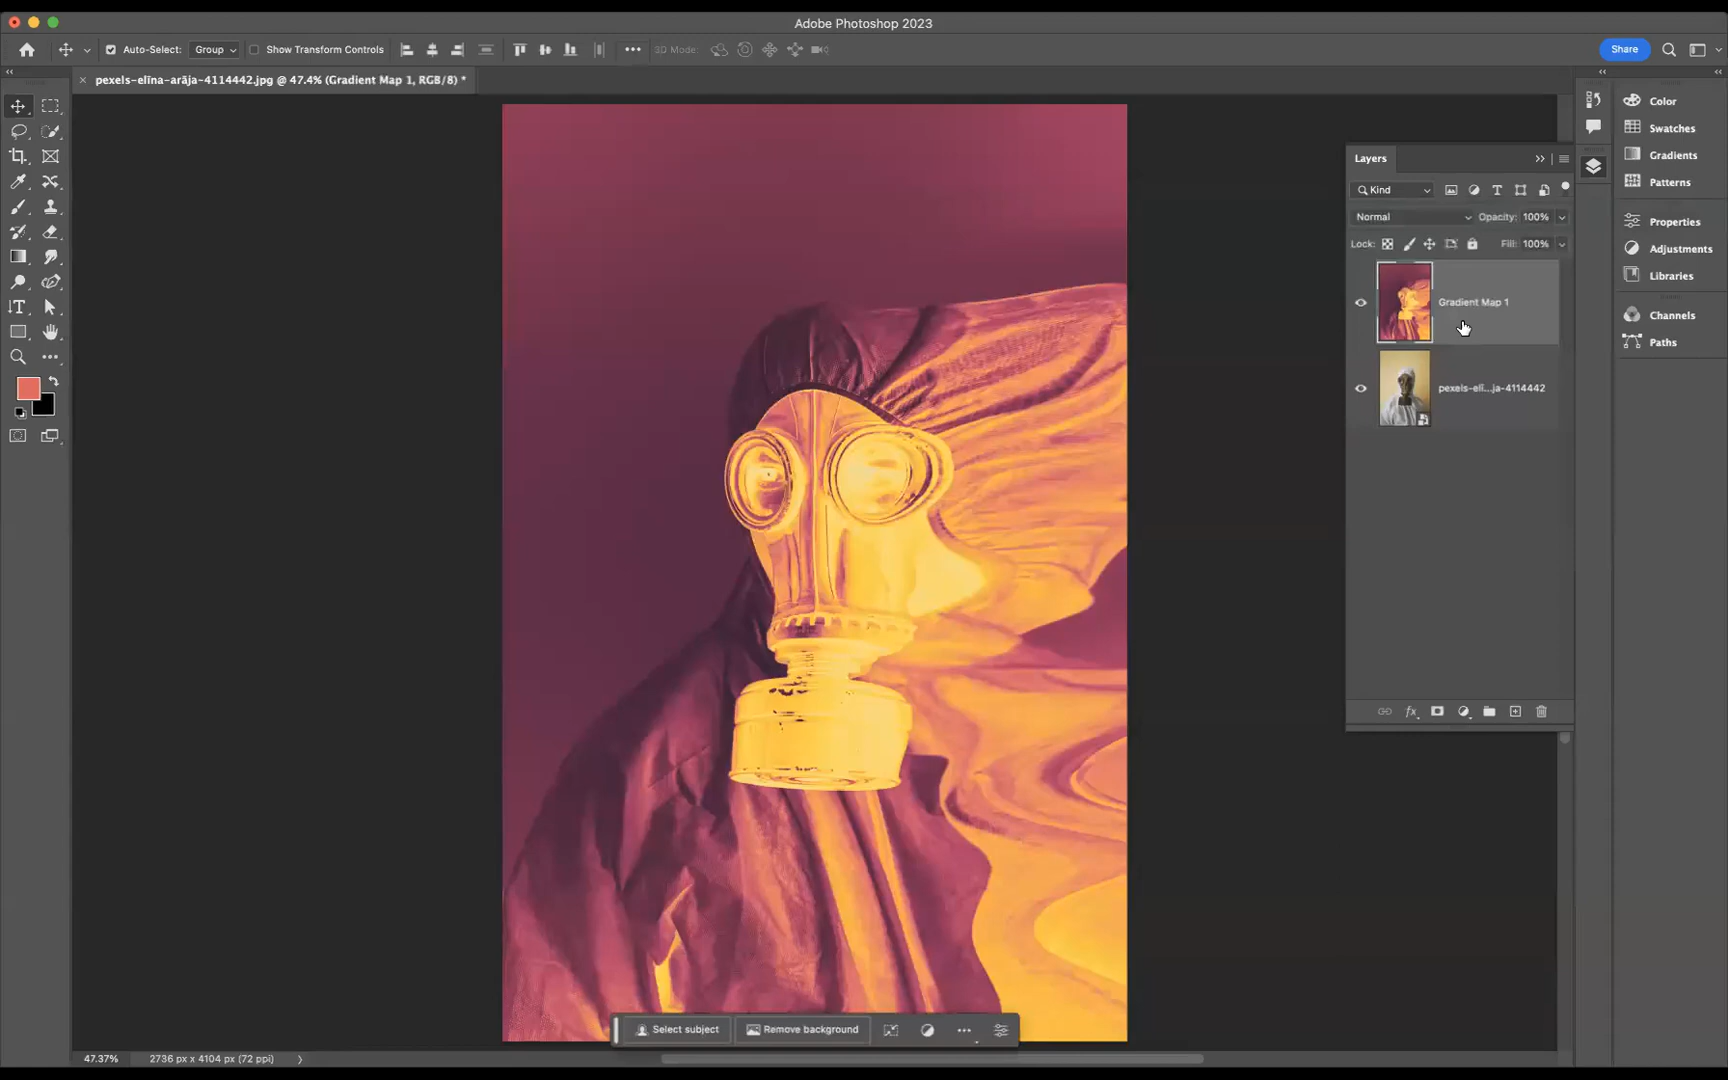 Adobe Photoshop 2023
Auto-Select: Group Show Transform Controls 3D Mode: Share
pexels-elīna-arāja-4114442.jpg @ 47.4% (Gradient Map 1, RGB/8) *
Color
Swatches
Gradients
Patterns
Properties
Adjustments
Libraries
Channels
Paths
Layers
Kind
Normal Opacity: 100%
Lock: Fill: 100%
Gradient Map 1
pexels-elī...ja-4114442
Select subject Remove background
47.37% 2736 px x 4104 px (72 ppi)